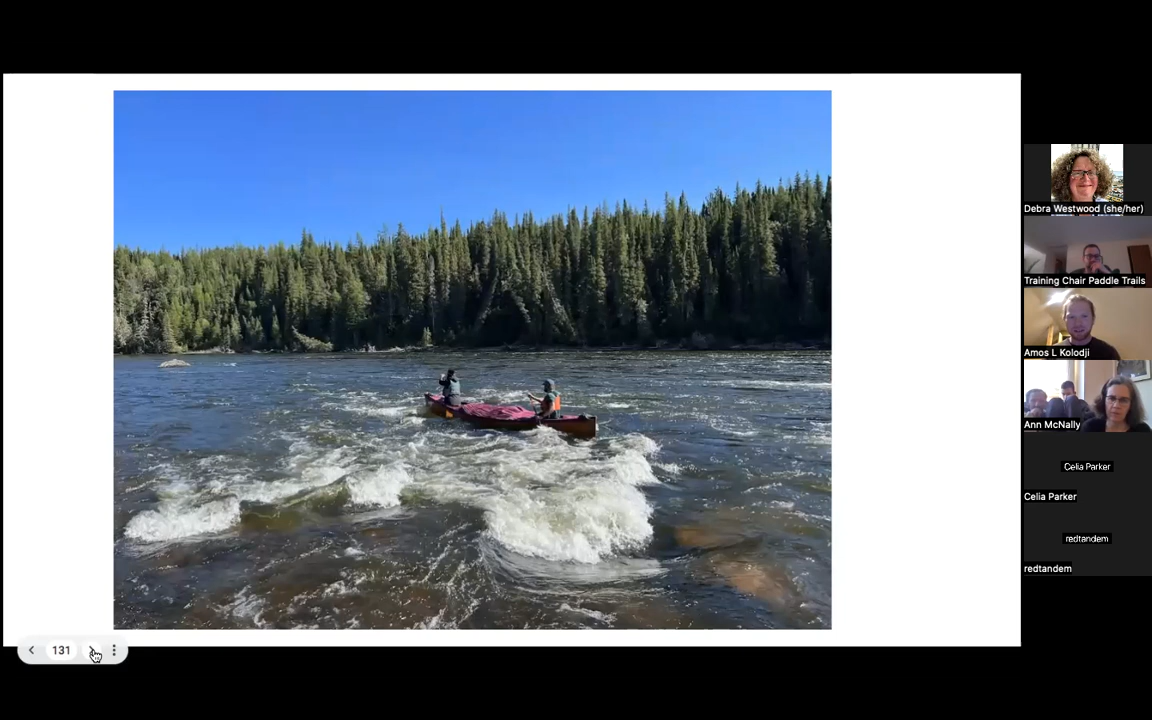 Debra Westwood (she/her)
Training Chair Paddle Trails
Amos L Kolodji
Ann McNally
Celia Parker
Celia Parker
redtandem
redtandem
131